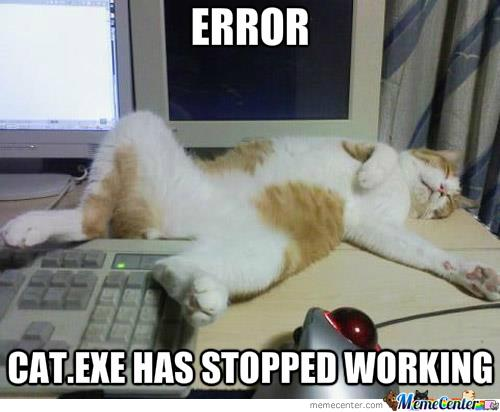 ERROR
CAT.EXE HAS STOPPED WORKING
memecenter.com MemeCenter